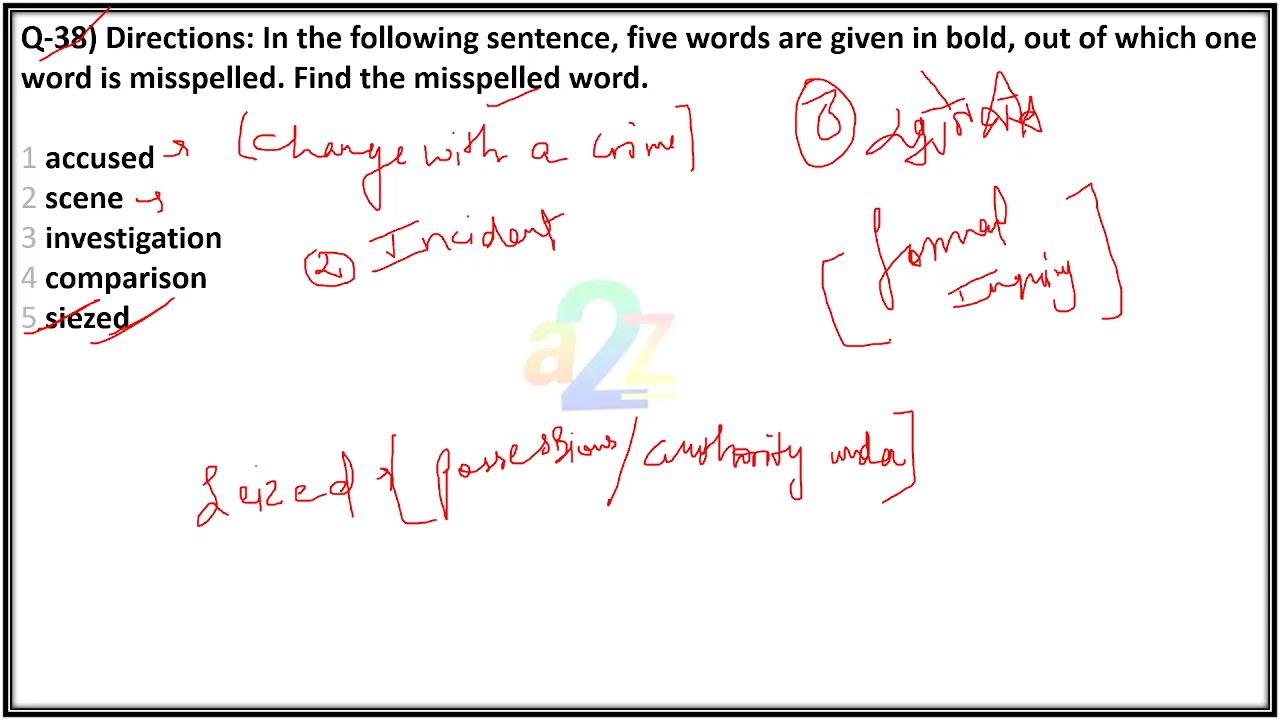 Q-38) Directions: In the following sentence, five words are given in bold, out of which one
word is misspelled. Find the misspelled word.
1 accused
[Change with a crime]
2 scene
② Incident
3 investigation
4 comparison
5 siezed
③
[formal
Inquiry]
a2z
Seized [possessions/authority under]